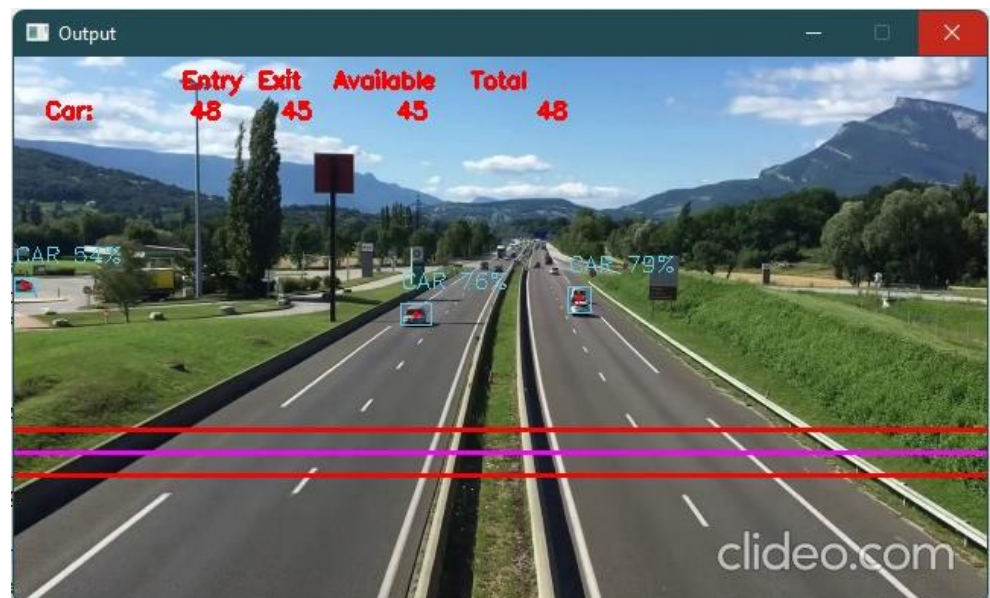 Output
Entry Exit Available Total
Car: 48 45 45 48
CAR 54%
CAR 76%
CAR 79%
clideo.com